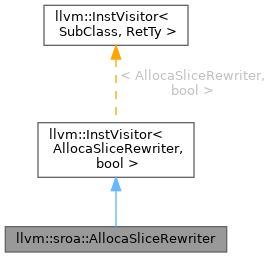 llvm::InstVisitor<
SubClass, RetTy >
< AllocaSliceRewriter,
bool >
llvm::InstVisitor<
AllocaSliceRewriter,
bool >
llvm::sroa::AllocaSliceRewriter